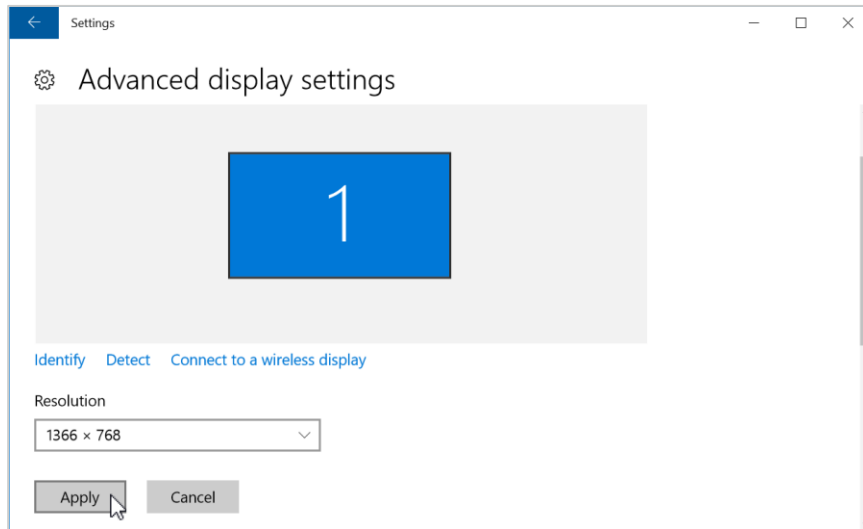 Settings
Advanced display settings
1
Identify Detect Connect to a wireless display
Resolution
1366 × 768
Apply Cancel